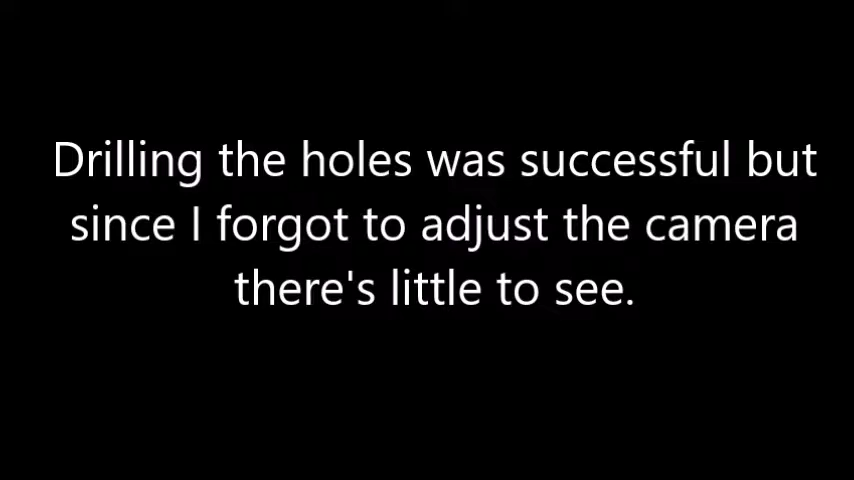 Drilling the holes was successful but
since I forgot to adjust the camera
there's little to see.